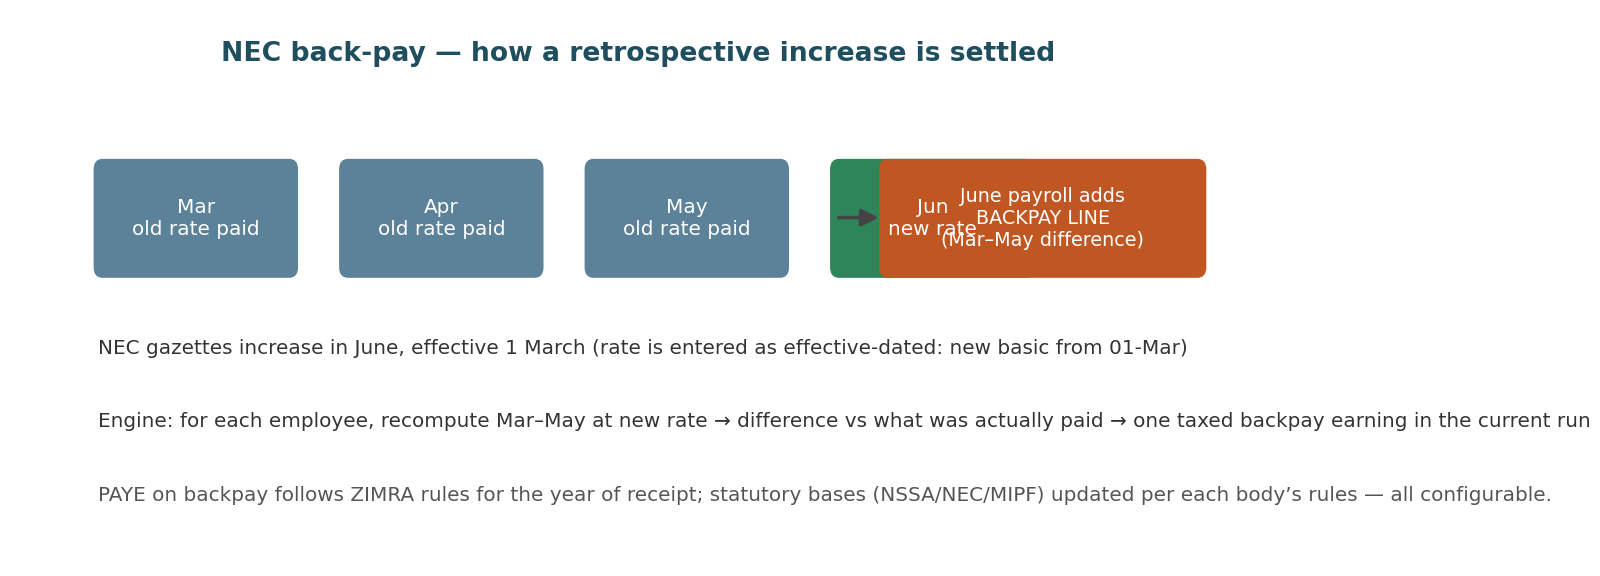 NEC back-pay — how a retrospective increase is settled
Mar
old rate paid
Apr
old rate paid
May
old rate paid
Jun
new rate
June payroll adds
BACKPAY LINE
(Mar–May difference)
NEC gazettes increase in June, effective 1 March (rate is entered as effective-dated: new basic from 01-Mar)
Engine: for each employee, recompute Mar–May at new rate → difference vs what was actually paid → one taxed backpay earning in the current run
PAYE on backpay follows ZIMRA rules for the year of receipt; statutory bases (NSSA/NEC/MIPF) updated per each body’s rules — all configurable.